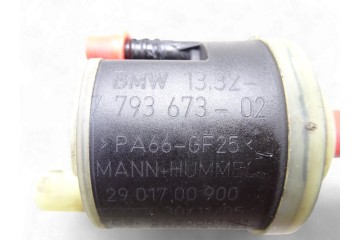 BMW 13.32-
7 793 673-02
>PA66-GF25<
MANN+HUMMEL
29.017.00 900